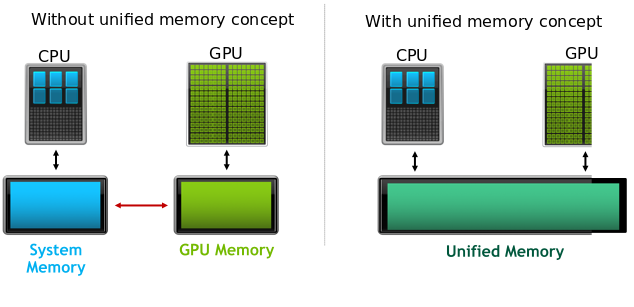 Without unified memory concept
CPU
GPU
System
Memory
GPU Memory
With unified memory concept
CPU
GPU
Unified Memory